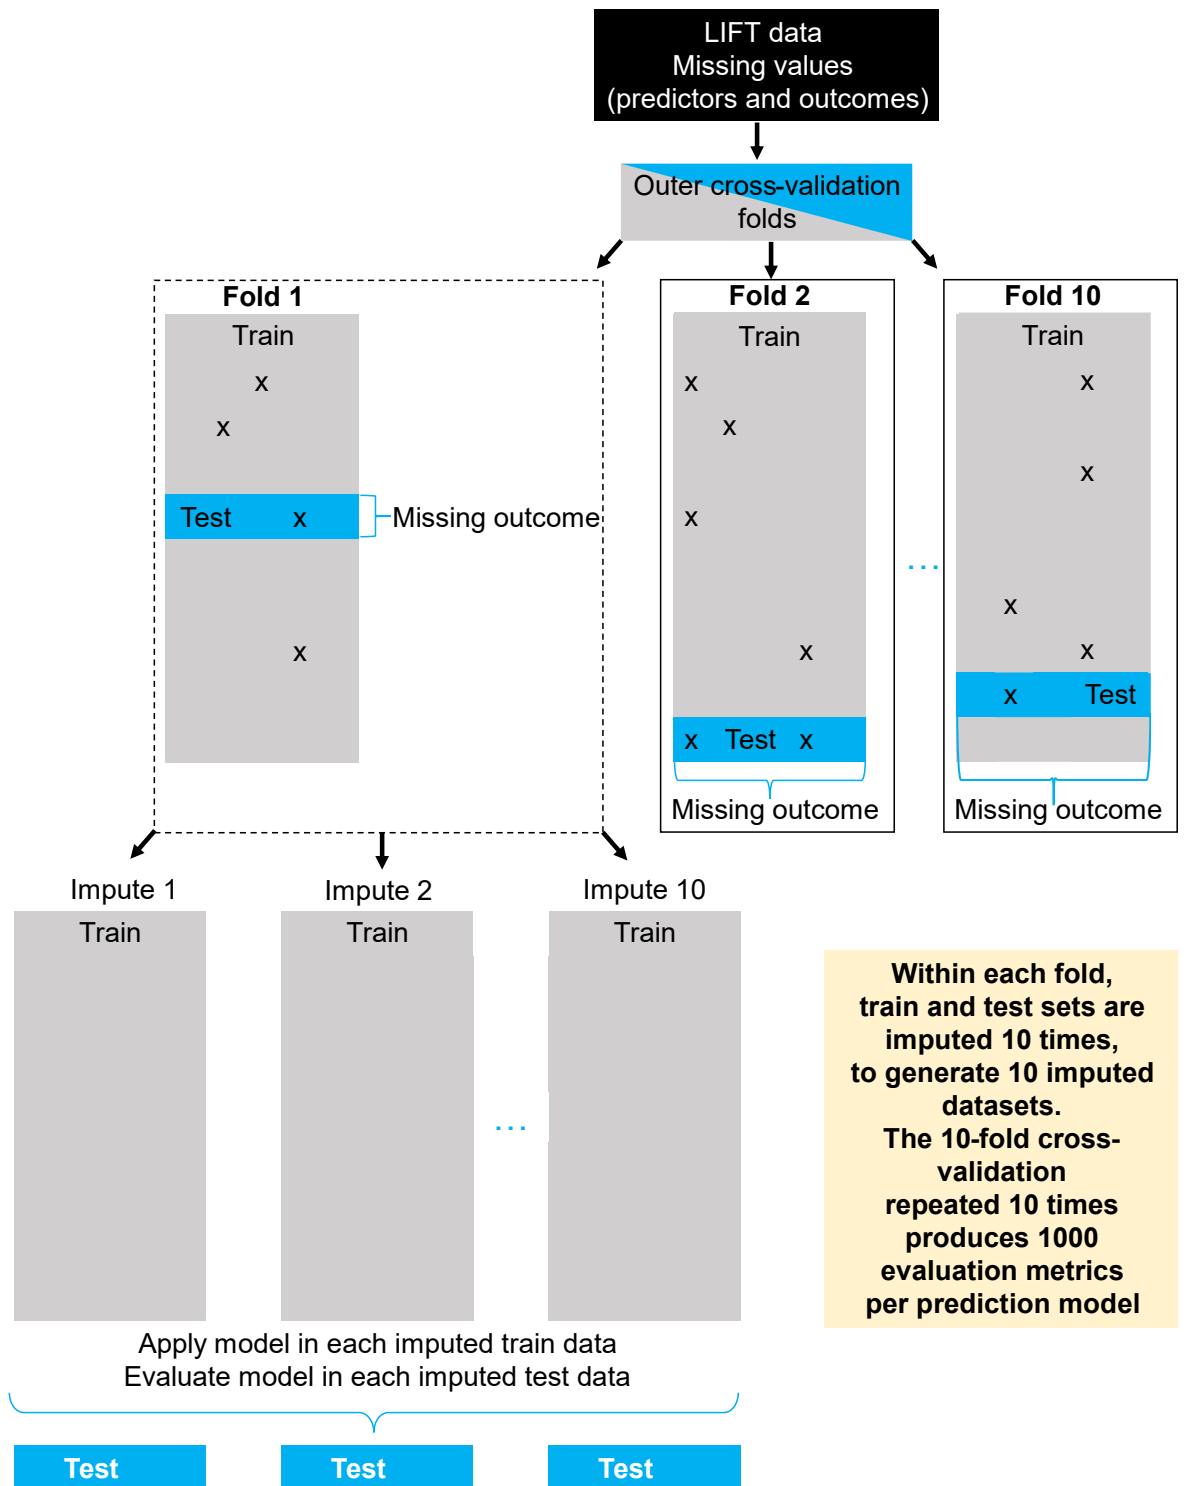 LIFT data
Missing values
(predictors and outcomes)
Outer cross-validation
folds
Fold 1
Train
x
x
Test x
Missing outcome
x
Fold 2
Train
x
x
x
x
x Test x
Missing outcome
...
Fold 10
Train
x
x
x
x
x Test
Missing outcome
Impute 1
Train
Impute 2
Train
...
Impute 10
Train
Within each fold,
train and test sets are
imputed 10 times,
to generate 10 imputed
datasets.
The 10-fold cross-
validation
repeated 10 times
produces 1000
evaluation metrics
per prediction model
Apply model in each imputed train data
Evaluate model in each imputed test data
Test
Test
Test